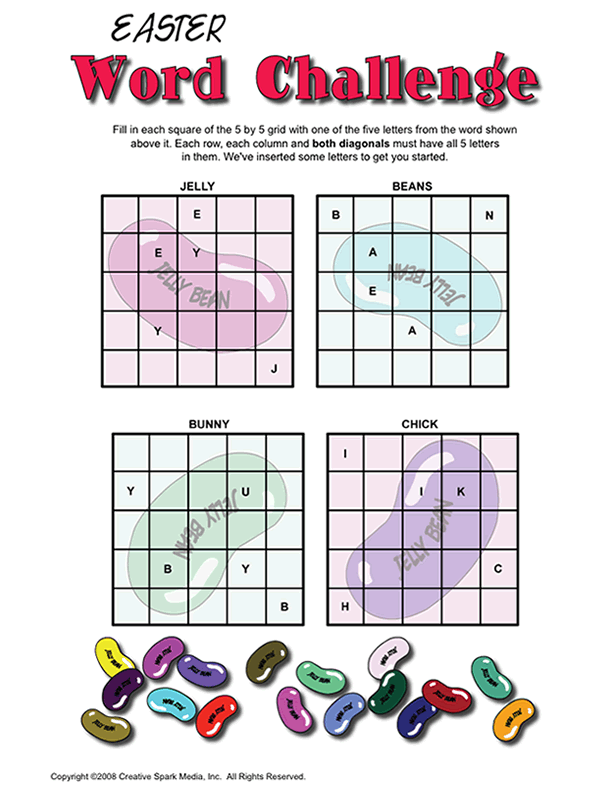 EASTER
Word Challenge
Fill in each square of the 5 by 5 grid with one of the five letters from the word shown
above it. Each row, each column and both diagonals must have all 5 letters
in them. We've inserted some letters to get you started.
JELLY
E
E Y
JELLY BEAN
Y
J
BEANS
B N
A
JELLY BEAN
E
A
BUNNY
Y U
JELLY BEAN
B Y
B
CHICK
I
I K
JELLY BEAN
C
H
Copyright ©2008 Creative Spark Media, Inc. All Rights Reserved.